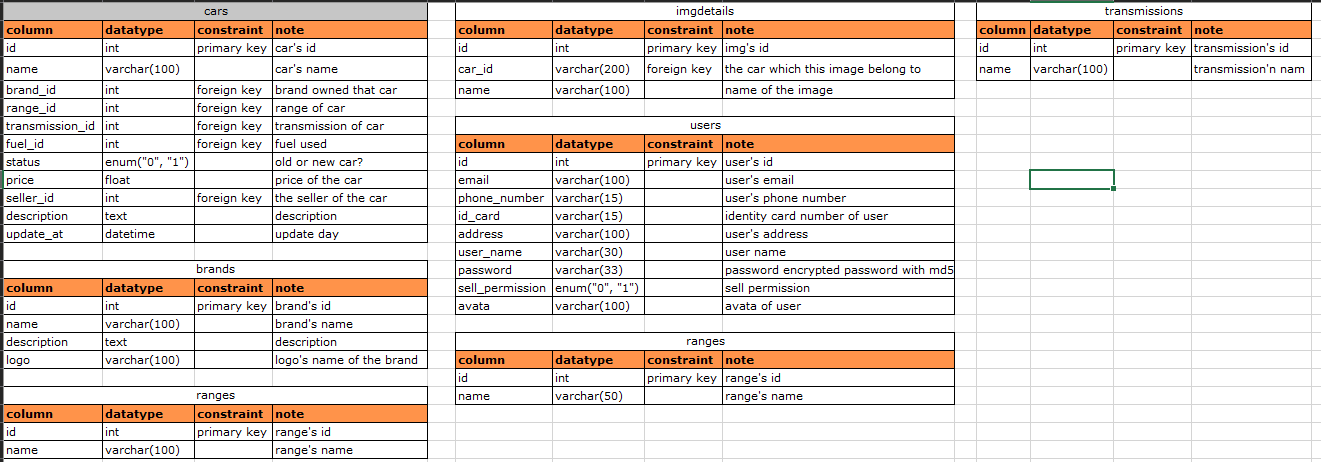 cars
column datatype constraint note
id int primary key car's id
name varchar(100) car's name
brand_id int foreign key brand owned that car
range_id int foreign key range of car
transmission_id int foreign key transmission of car
fuel_id int foreign key fuel used
status enum("0", "1") old or new car?
price float price of the car
seller_id int foreign key the seller of the car
description text description
update_at datetime update day
brands
column datatype constraint note
id int primary key brand's id
name varchar(100) brand's name
description text description
logo varchar(100) logo's name of the brand
ranges
column datatype constraint note
id int primary key range's id
name varchar(100) range's name
imgdetails
column datatype constraint note
id int primary key img's id
car_id varchar(200) foreign key the car which this image belong to
name varchar(100) name of the image
users
column datatype constraint note
id int primary key user's id
email varchar(100) user's email
phone_number varchar(15) user's phone number
id_card varchar(15) identity card number of user
address varchar(100) user's address
user_name varchar(30) user name
password varchar(33) password encrypted password with md5
sell_permission enum("0", "1") sell permission
avata varchar(100) avata of user
ranges
column datatype constraint note
id int primary key range's id
name varchar(50) range's name
transmissions
column datatype constraint note
id int primary key transmission's id
name varchar(100) transmission'n nam